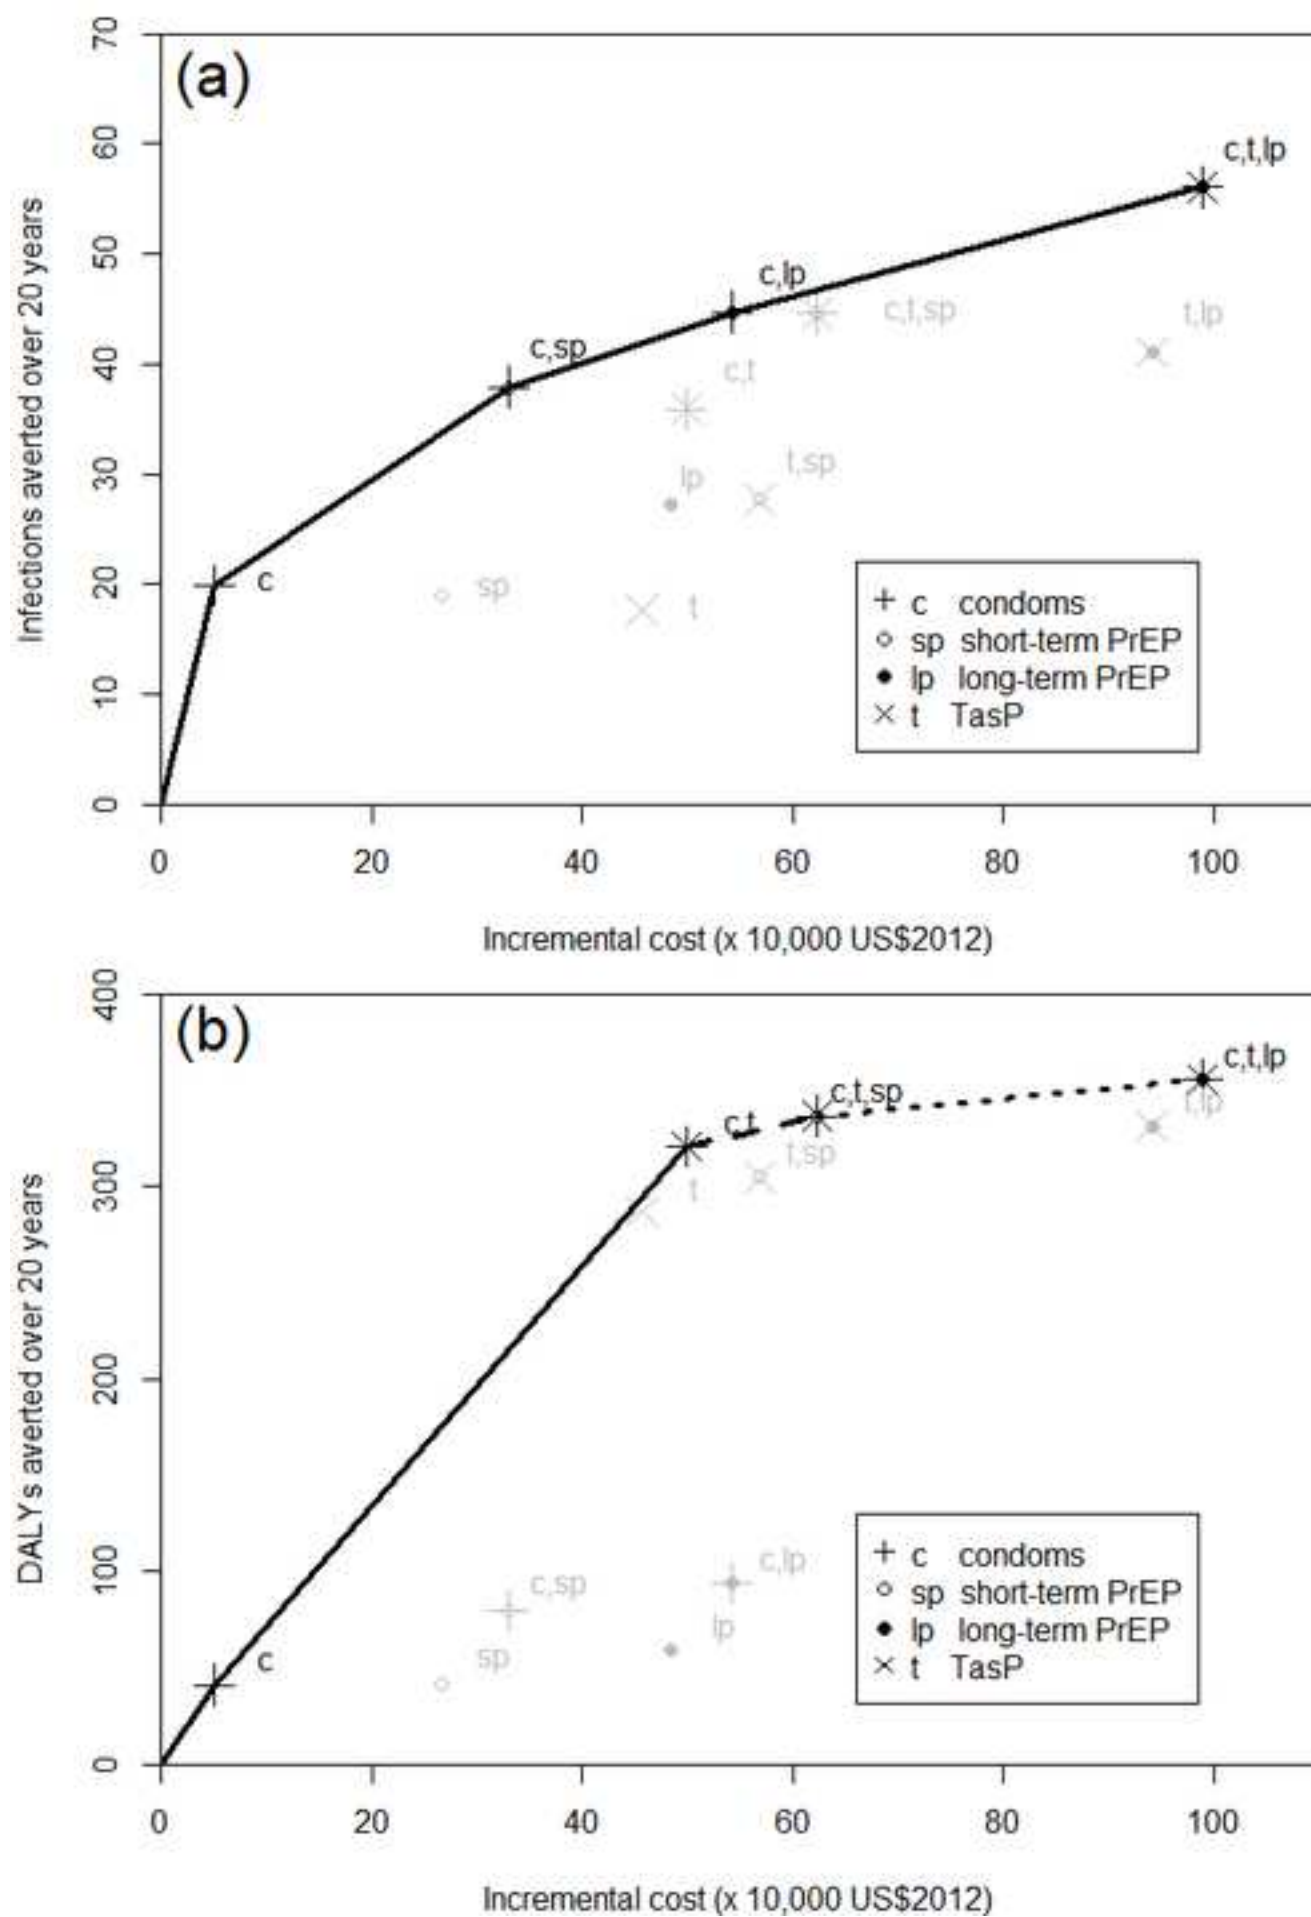 (a)
70
60
50
40
30
20
10
0
Infections averted over 20 years
c,t,lp
c,lp
c,t,sp
t,lp
c,sp
c,t
t,sp
lp
c
sp
t
c condoms
sp short-term PrEP
lp long-term PrEP
t TasP
0 20 40 60 80 100
Incremental cost (x 10,000 US$2012)
(b)
400
300
200
100
0
DALYs averted over 20 years
c,t,lp
c,t,sp
t,lp
c,t
t,sp
t
c,lp
c,sp
lp
sp
c
c condoms
sp short-term PrEP
lp long-term PrEP
t TasP
0 20 40 60 80 100
Incremental cost (x 10,000 US$2012)